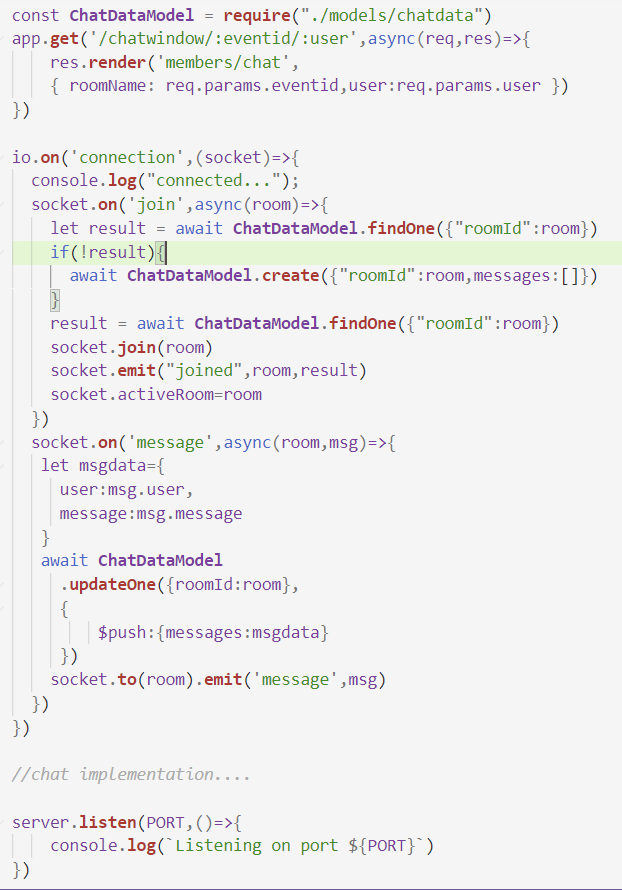 const ChatDataModel = require("./models/chatdata")
app.get('/chatwindow/:eventid/:user',async(req,res)=>{
    res.render('members/chat',
    { roomName: req.params.eventid,user:req.params.user })
})

io.on('connection',(socket)=>{
  console.log("connected...");
  socket.on('join',async(room)=>{
    let result = await ChatDataModel.findOne({"roomId":room})
    if(!result){
      await ChatDataModel.create({"roomId":room,messages:[]})
    }
    result = await ChatDataModel.findOne({"roomId":room})
    socket.join(room)
    socket.emit("joined",room,result)
    socket.activeRoom=room
  })
  socket.on('message',async(room,msg)=>{
   let msgdata={
     user:msg.user,
     message:msg.message
   }
   await ChatDataModel
     .updateOne({roomId:room},
     {
         $push:{messages:msgdata}
     })
    socket.to(room).emit('message',msg)
  })
})

//chat implementation....

server.listen(PORT,()=>{
    console.log(`Listening on port ${PORT}`)
})